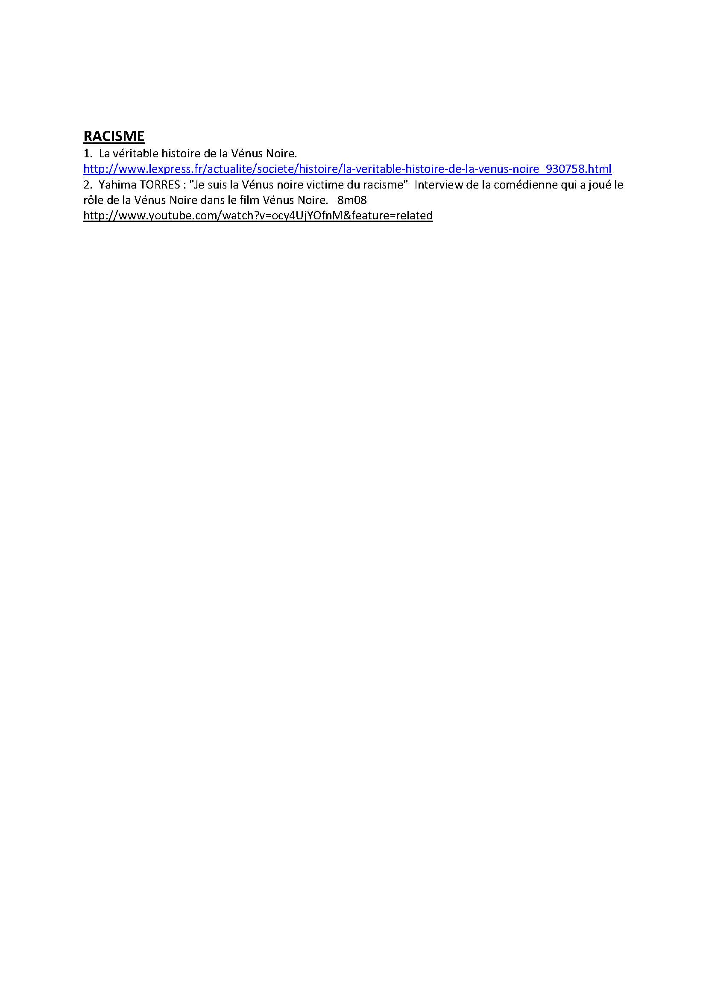 RACISME
1.  La véritable histoire de la Vénus Noire.
http://www.lexpress.fr/actualite/societe/histoire/la-veritable-histoire-de-la-venus-noire_930758.html
2.  Yahima TORRES : "Je suis la Vénus noire victime du racisme"  Interview de la comédienne qui a joué le
rôle de la Vénus Noire dans le film Vénus Noire.   8m08
http://www.youtube.com/watch?v=ocy4UjYOfnM&feature=related